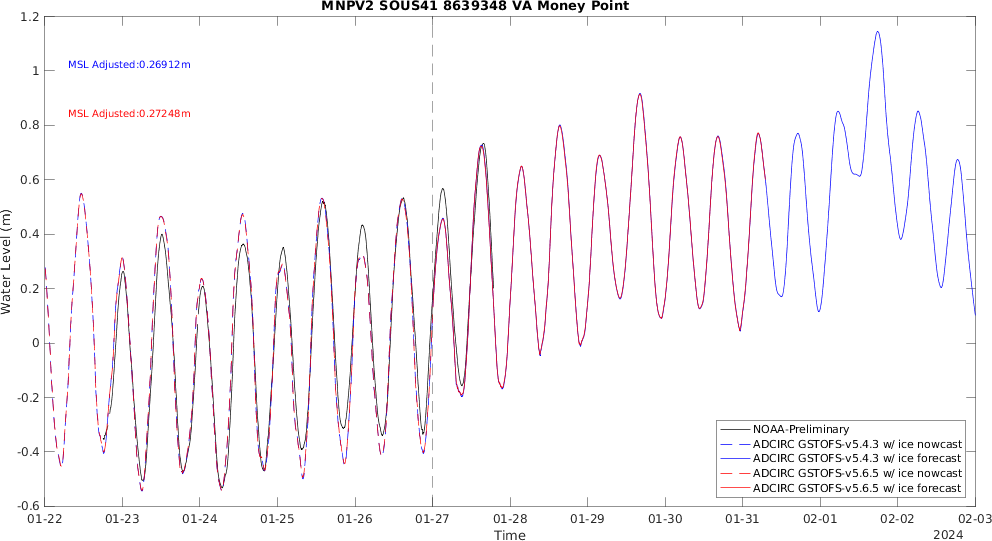 MNPV2 SOUS41 8639348 VA Money Point
1.2
1
0.8
0.6
0.4
0.2
0
-0.2
-0.4
-0.6
Water Level (m)
MSL Adjusted:0.26912m
MSL Adjusted:0.27248m
NOAA-Preliminary
ADCIRC GSTOFS-v5.4.3 w/ ice nowcast
ADCIRC GSTOFS-v5.4.3 w/ ice forecast
ADCIRC GSTOFS-v5.6.5 w/ ice nowcast
ADCIRC GSTOFS-v5.6.5 w/ ice forecast
01-22 01-23 01-24 01-25 01-26 01-27 01-28 01-29 01-30 01-31 02-01 02-02 02-03
Time
2024